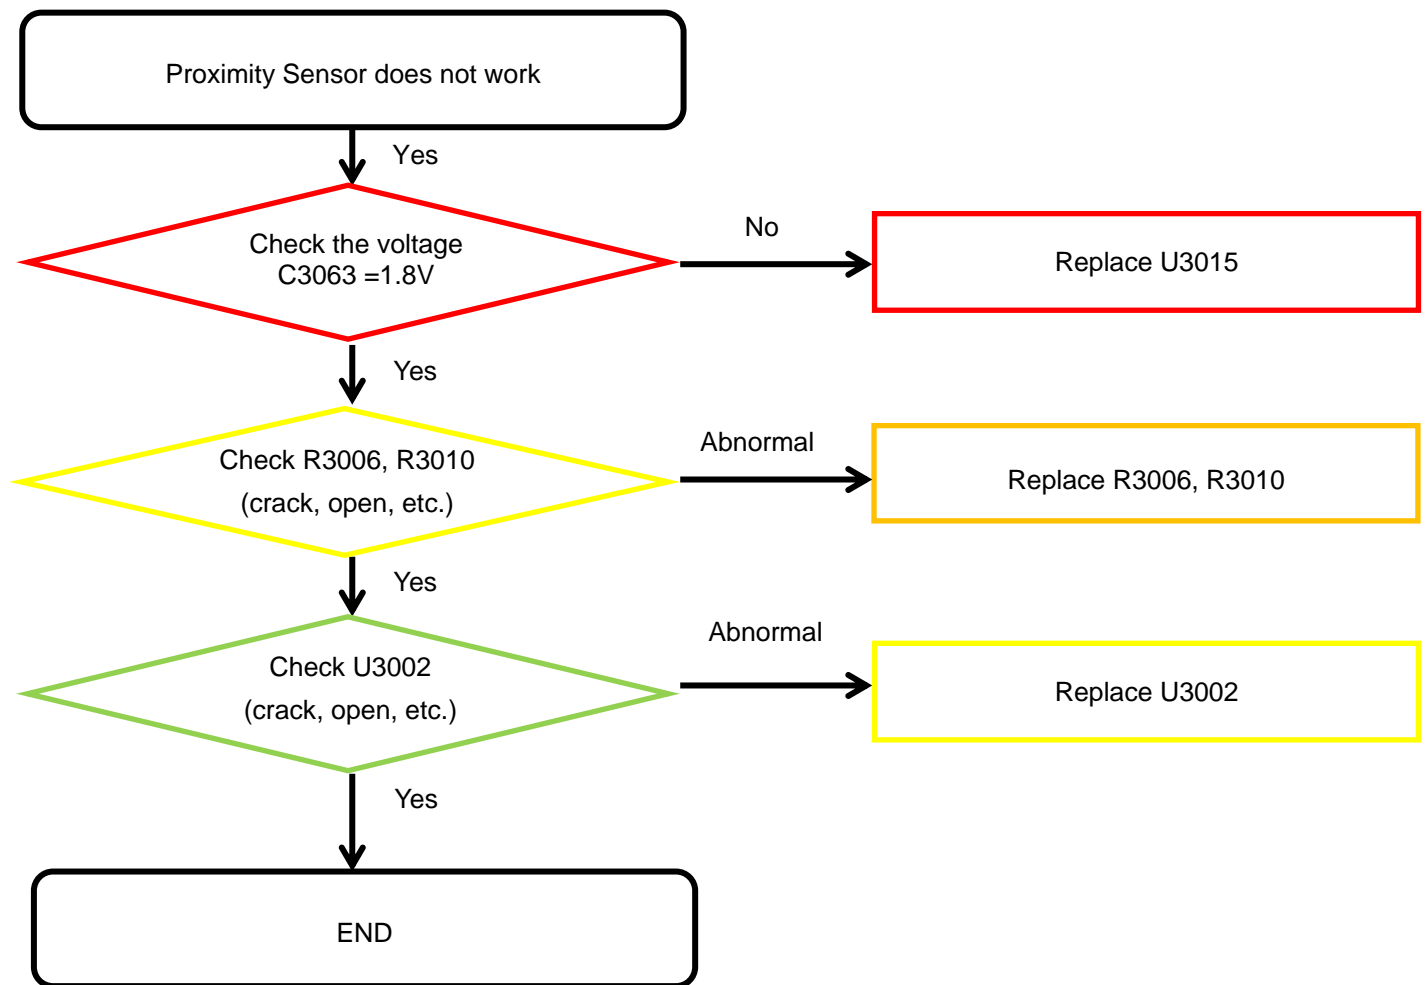 Proximity Sensor does not work
Yes
Check the voltage
C3063 =1.8V
No
Replace U3015
Yes
Check R3006, R3010
(crack, open, etc.)
Abnormal
Replace R3006, R3010
Yes
Check U3002
(crack, open, etc.)
Abnormal
Replace U3002
Yes
END